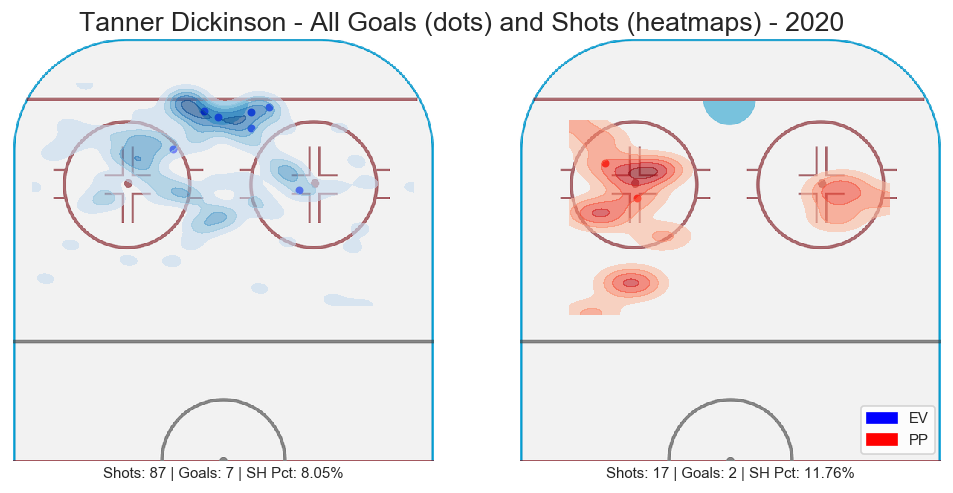 Tanner Dickinson - All Goals (dots) and Shots (heatmaps) - 2020
EV
PP
Shots: 87 | Goals: 7 | SH Pct: 8.05%
Shots: 17 | Goals: 2 | SH Pct: 11.76%